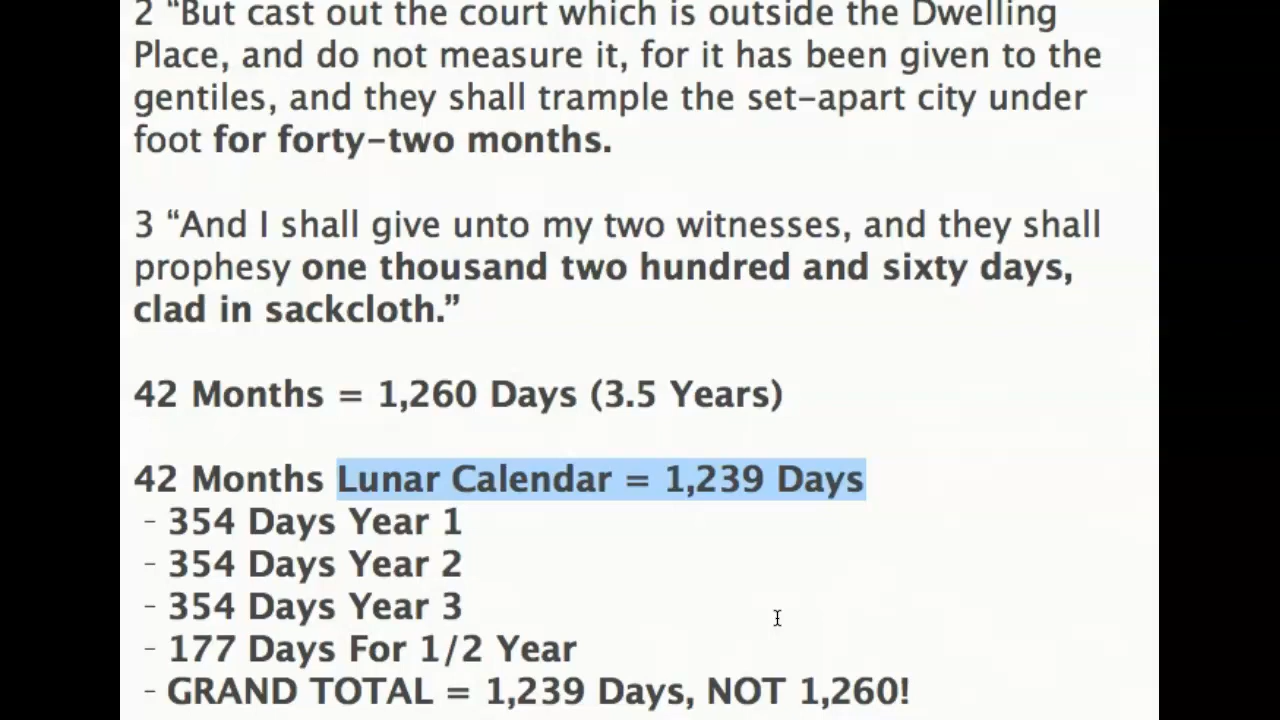 2 “But cast out the court which is outside the Dwelling
Place, and do not measure it, for it has been given to the
gentiles, and they shall trample the set-apart city under
foot for forty-two months.
3 “And I shall give unto my two witnesses, and they shall
prophesy one thousand two hundred and sixty days,
clad in sackcloth.”
42 Months = 1,260 Days (3.5 Years)
42 Months Lunar Calendar = 1,239 Days
- 354 Days Year 1
- 354 Days Year 2
- 354 Days Year 3
- 177 Days For 1/2 Year
- GRAND TOTAL = 1,239 Days, NOT 1,260!